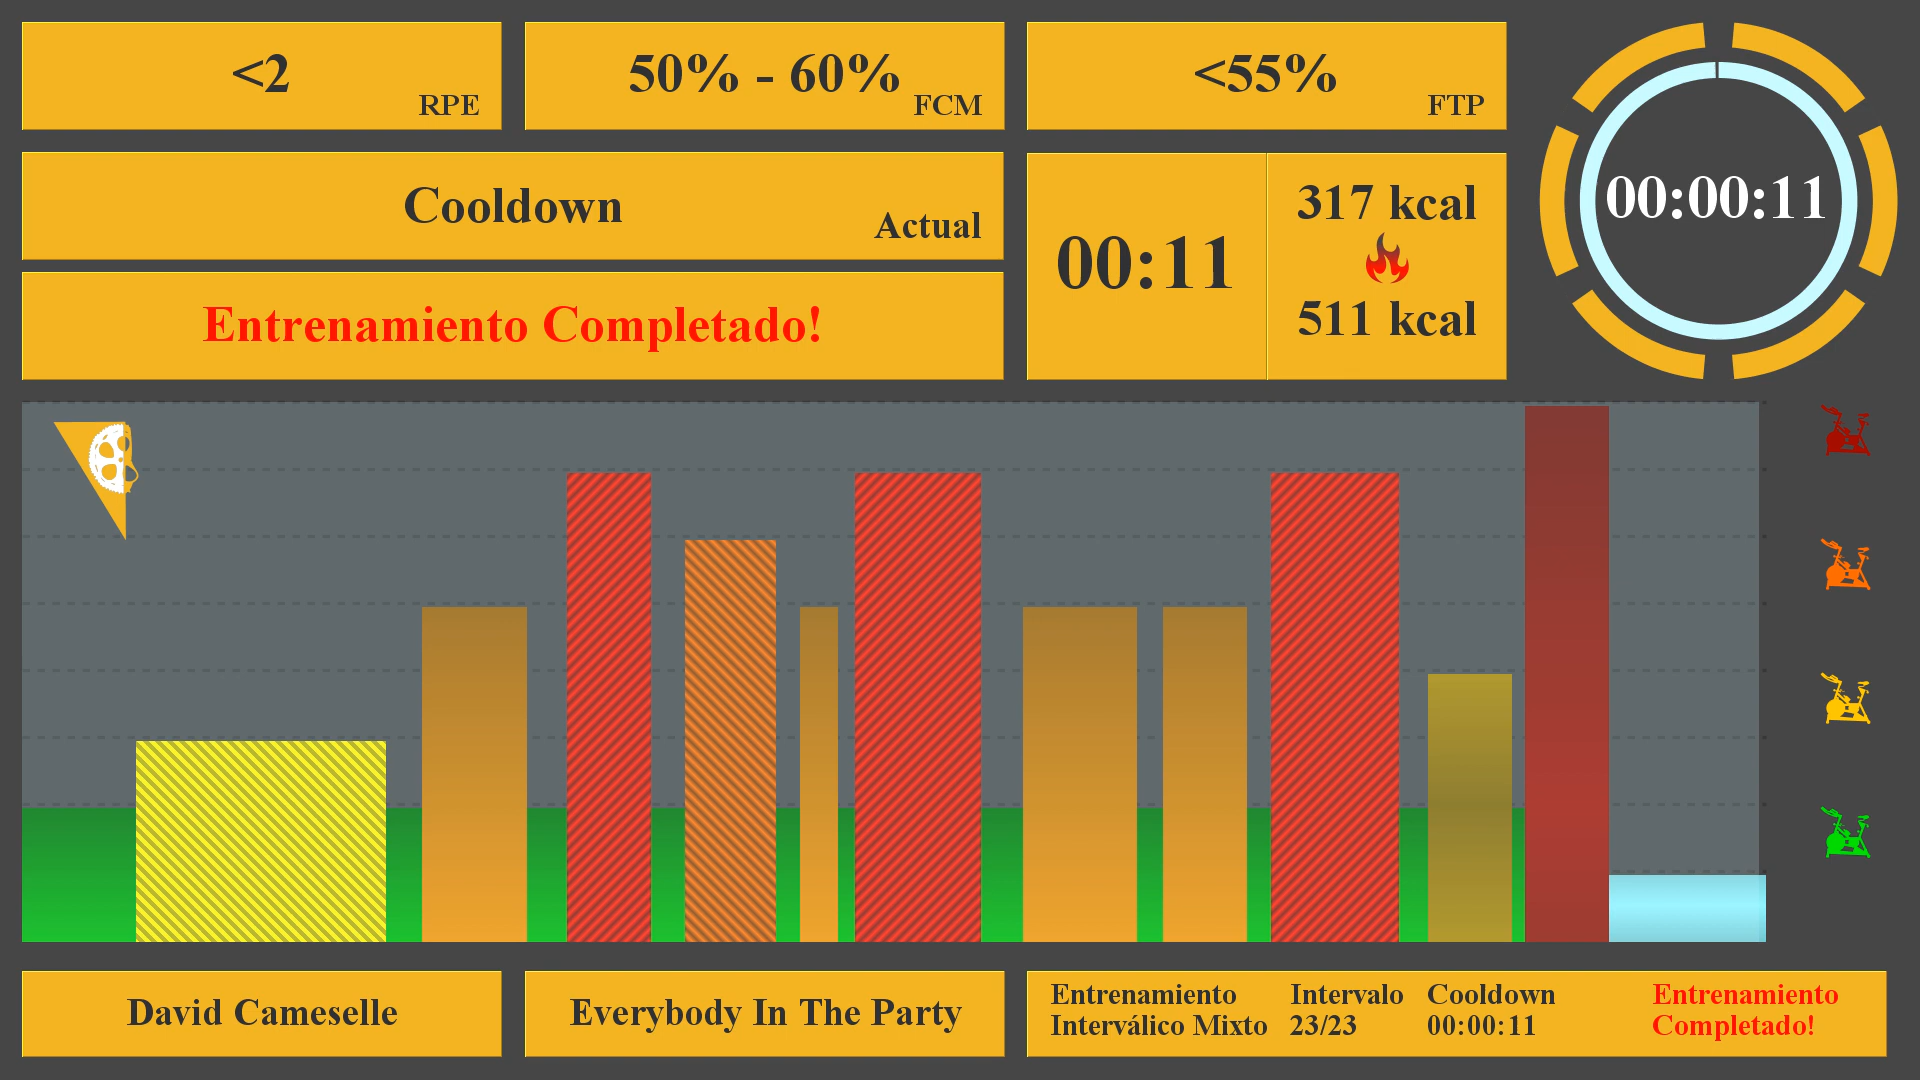 <2
RPE
50% - 60%
FCM
<55%
FTP
00:00:11
Cooldown
Actual
Entrenamiento Completado!
00:11
317 kcal
511 kcal
David Cameselle
Everybody In The Party
Entrenamiento
Interválico Mixto
Intervalo
23/23
Cooldown
00:00:11
Entrenamiento
Completado!